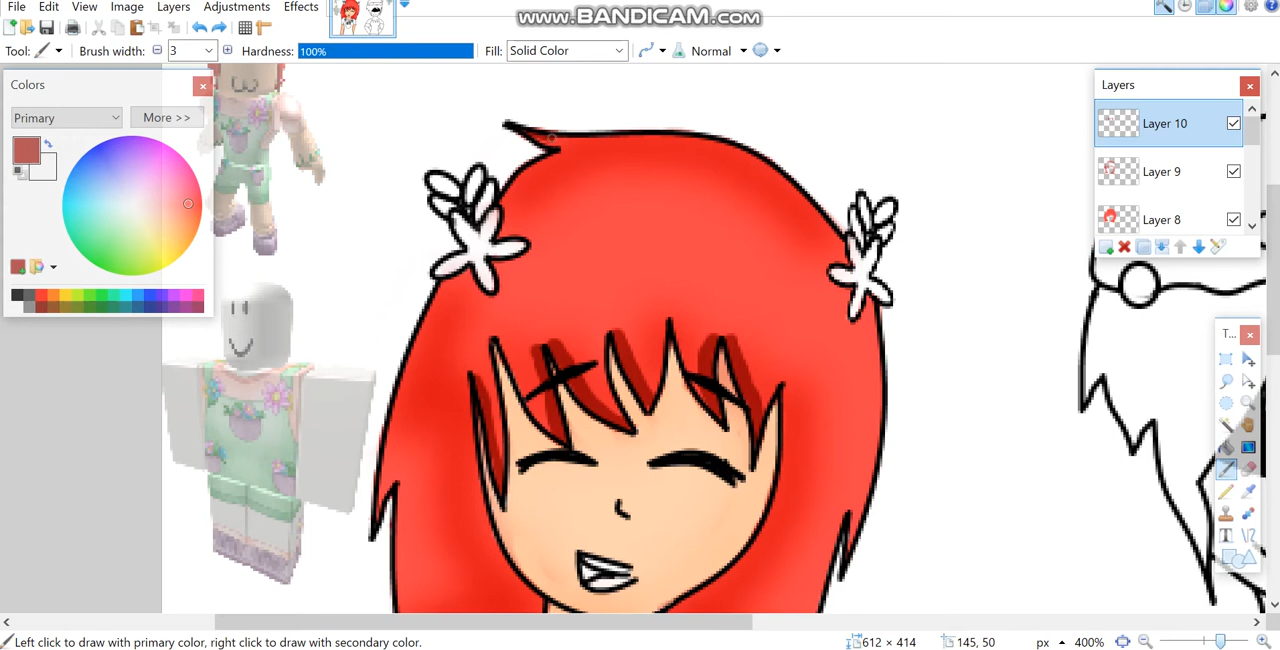 www.BANDICAM.com
File Edit View Image Layers Adjustments Effects
Tool: Brush width: 3 Hardness: 100% Fill: Solid Color Normal
Colors
Primary More >>
Layers
Layer 10
Layer 9
Layer 8
T...
Left click to draw with primary color, right click to draw with secondary color. 612 × 414 145, 50 px 400%